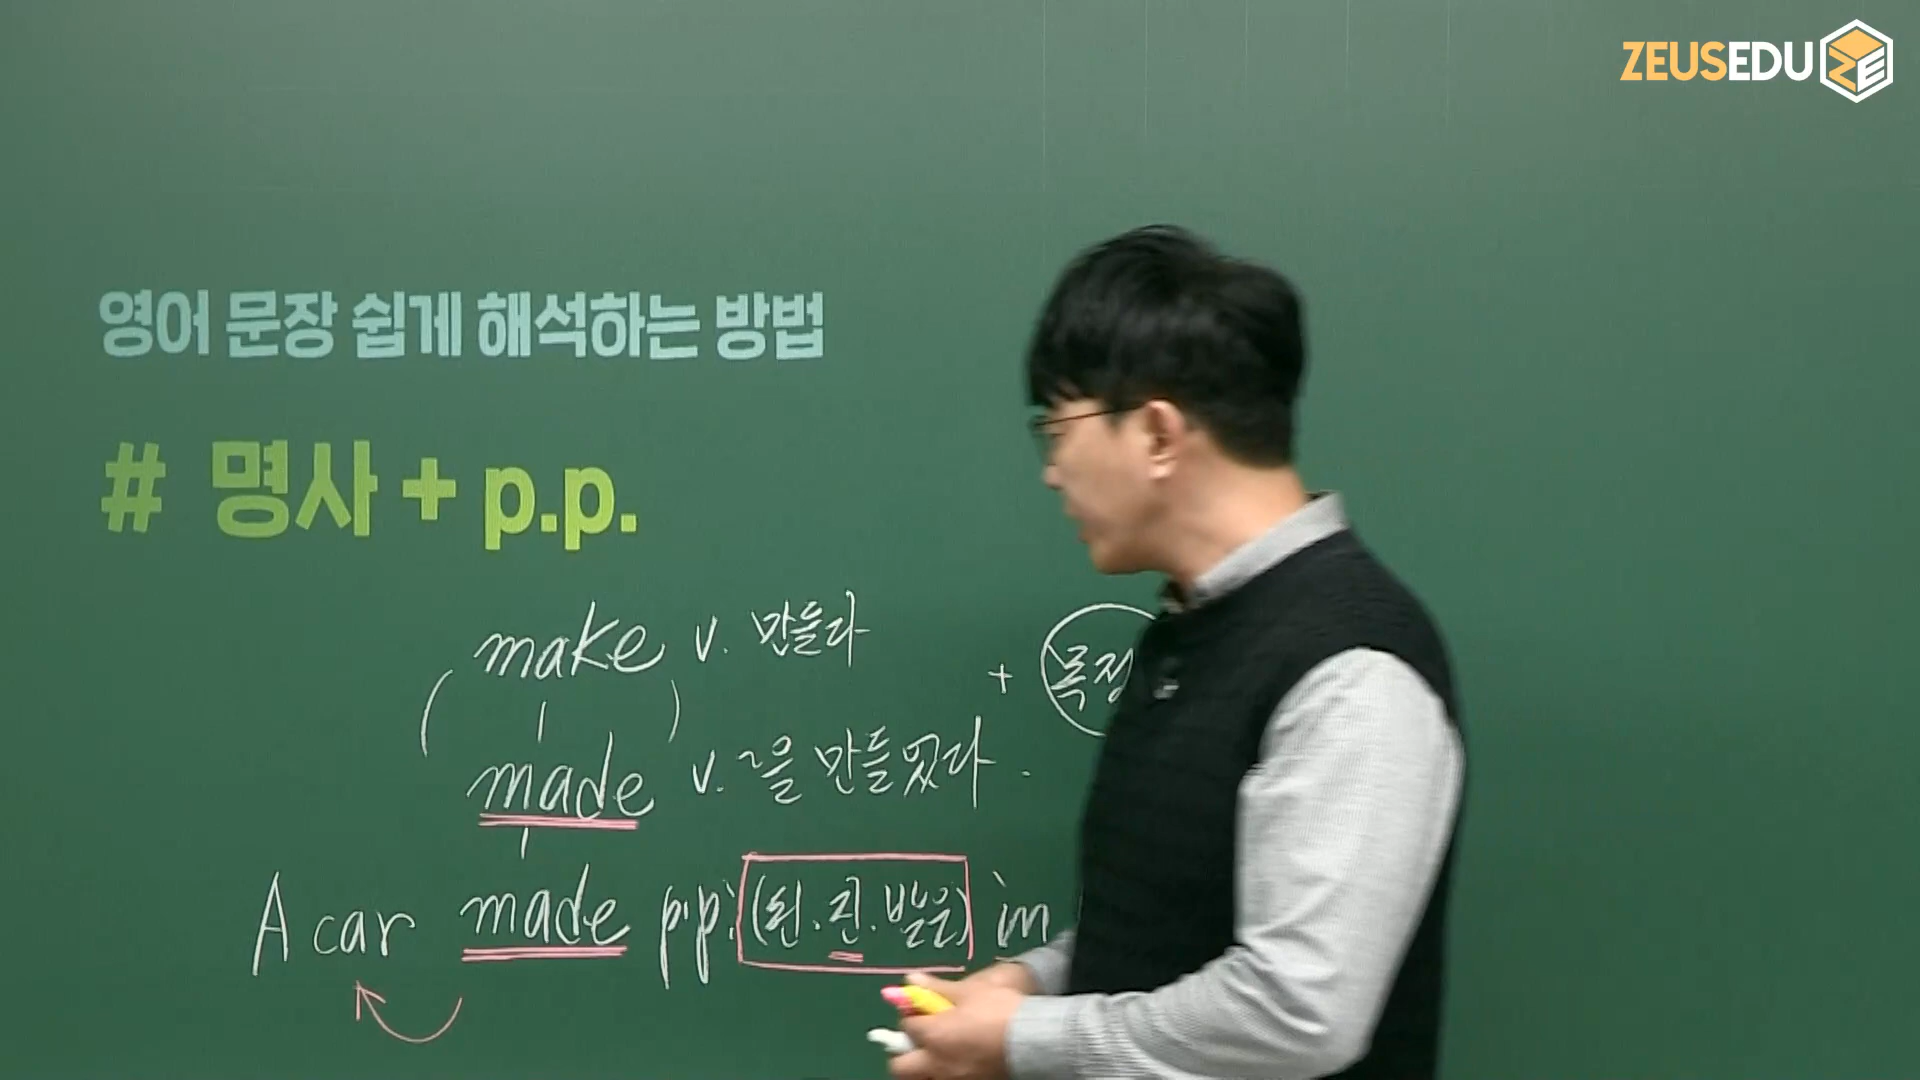 ZEUSEDU
영어 문장 쉽게 해석하는 방법
# 명사 + p.p.
make v. 만들다
+
made v. ~을 만들었다.
A car made p.p: (된.진.받은) in